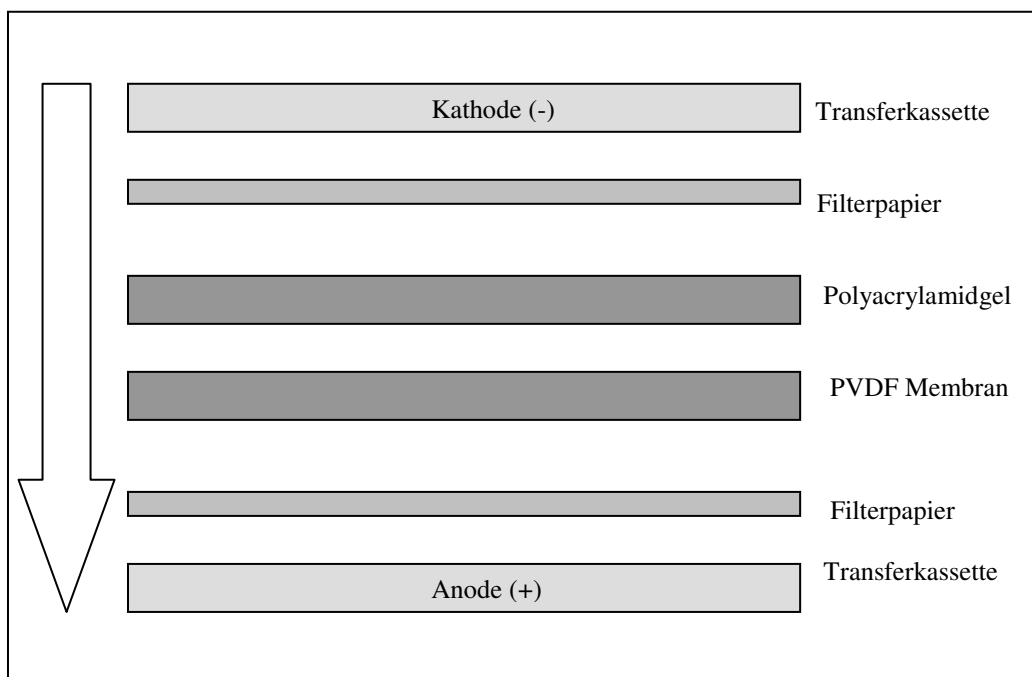 Kathode (-)
Transferkassette
Filterpapier
Polyacrylamidgel
PVDF Membran
Filterpapier
Transferkassette
Anode (+)